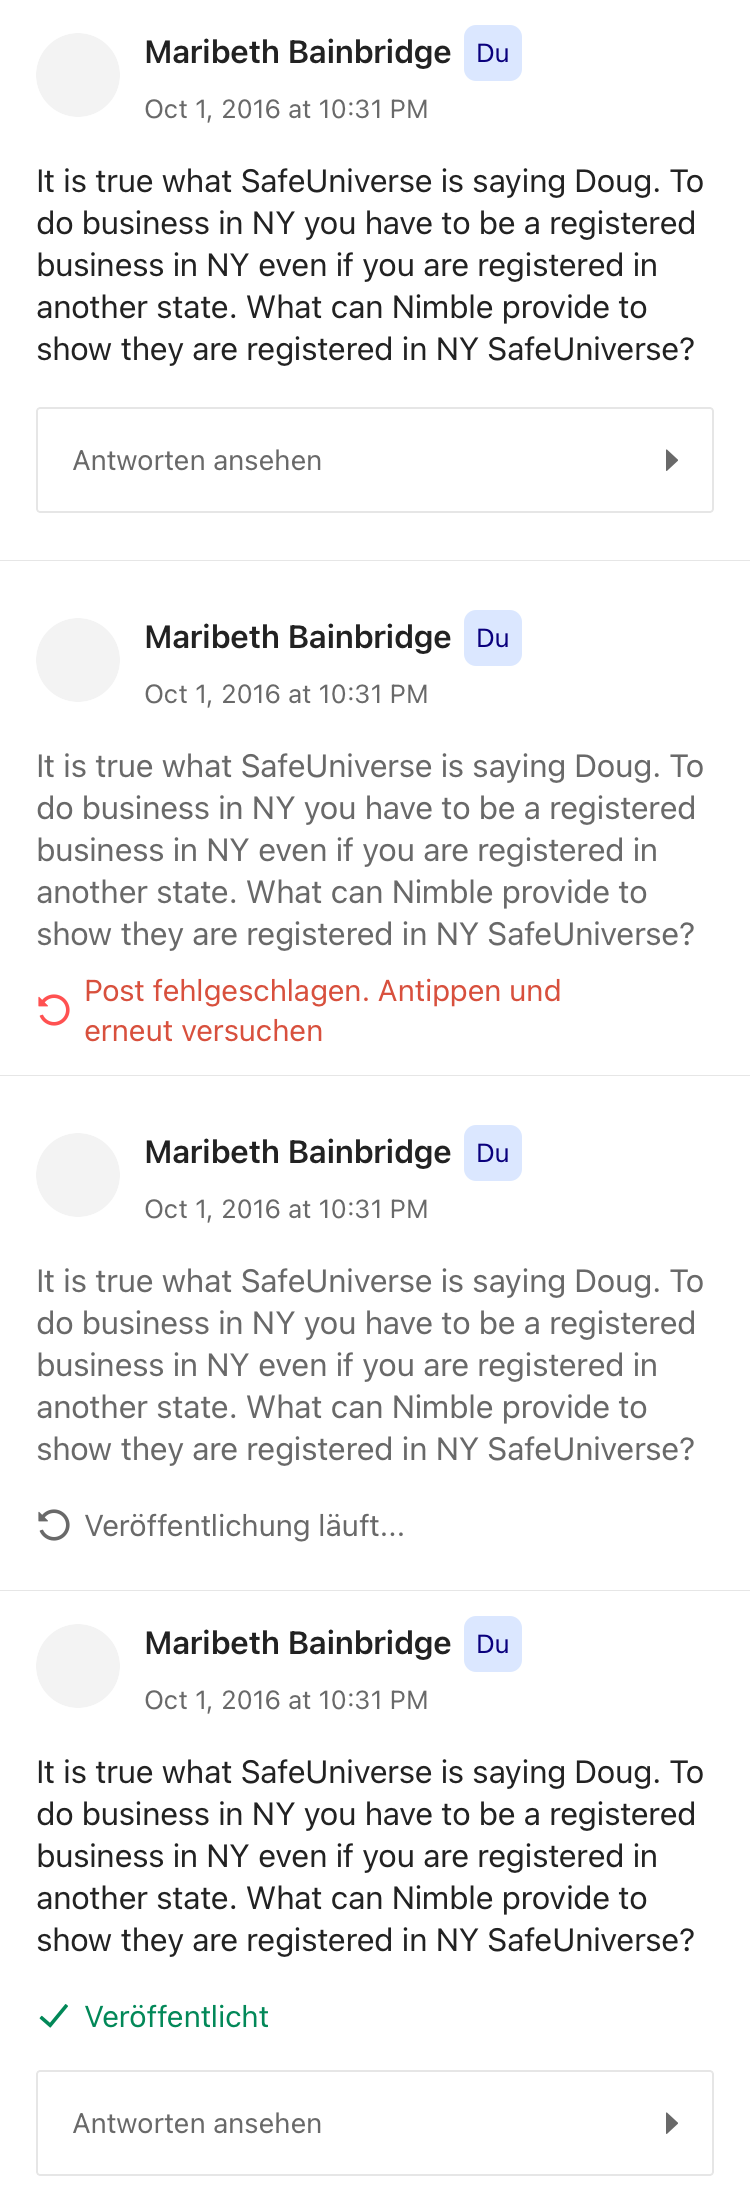 Maribeth Bainbridge Du
Oct 1, 2016 at 10:31 PM
It is true what SafeUniverse is saying Doug. To
do business in NY you have to be a registered
business in NY even if you are registered in
another state. What can Nimble provide to
show they are registered in NY SafeUniverse?
Antworten ansehen
Maribeth Bainbridge Du
Oct 1, 2016 at 10:31 PM
It is true what SafeUniverse is saying Doug. To
do business in NY you have to be a registered
business in NY even if you are registered in
another state. What can Nimble provide to
show they are registered in NY SafeUniverse?
Post fehlgeschlagen. Antippen und
erneut versuchen
Maribeth Bainbridge Du
Oct 1, 2016 at 10:31 PM
It is true what SafeUniverse is saying Doug. To
do business in NY you have to be a registered
business in NY even if you are registered in
another state. What can Nimble provide to
show they are registered in NY SafeUniverse?
Veröffentlichung läuft...
Maribeth Bainbridge Du
Oct 1, 2016 at 10:31 PM
It is true what SafeUniverse is saying Doug. To
do business in NY you have to be a registered
business in NY even if you are registered in
another state. What can Nimble provide to
show they are registered in NY SafeUniverse?
Veröffentlicht
Antworten ansehen